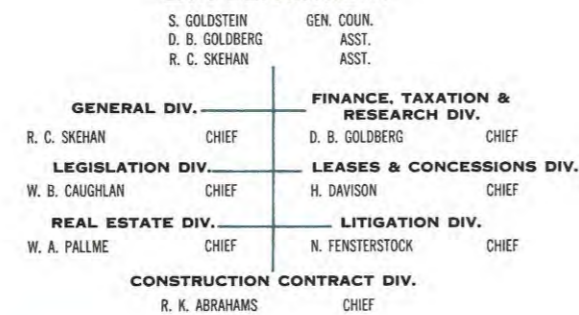 S. GOLDSTEIN GEN. COUN.
D. B. GOLDBERG ASST.
R. C. SKEHAN ASST.
GENERAL DIV.
R. C. SKEHAN CHIEF
FINANCE, TAXATION &
RESEARCH DIV.
D. B. GOLDBERG CHIEF
LEGISLATION DIV.
W. B. CAUGHLAN CHIEF
LEASES & CONCESSIONS DIV.
H. DAVISON CHIEF
REAL ESTATE DIV.
W. A. PALLME CHIEF
LITIGATION DIV.
N. FENSTERSTOCK CHIEF
CONSTRUCTION CONTRACT DIV.
R. K. ABRAHAMS CHIEF